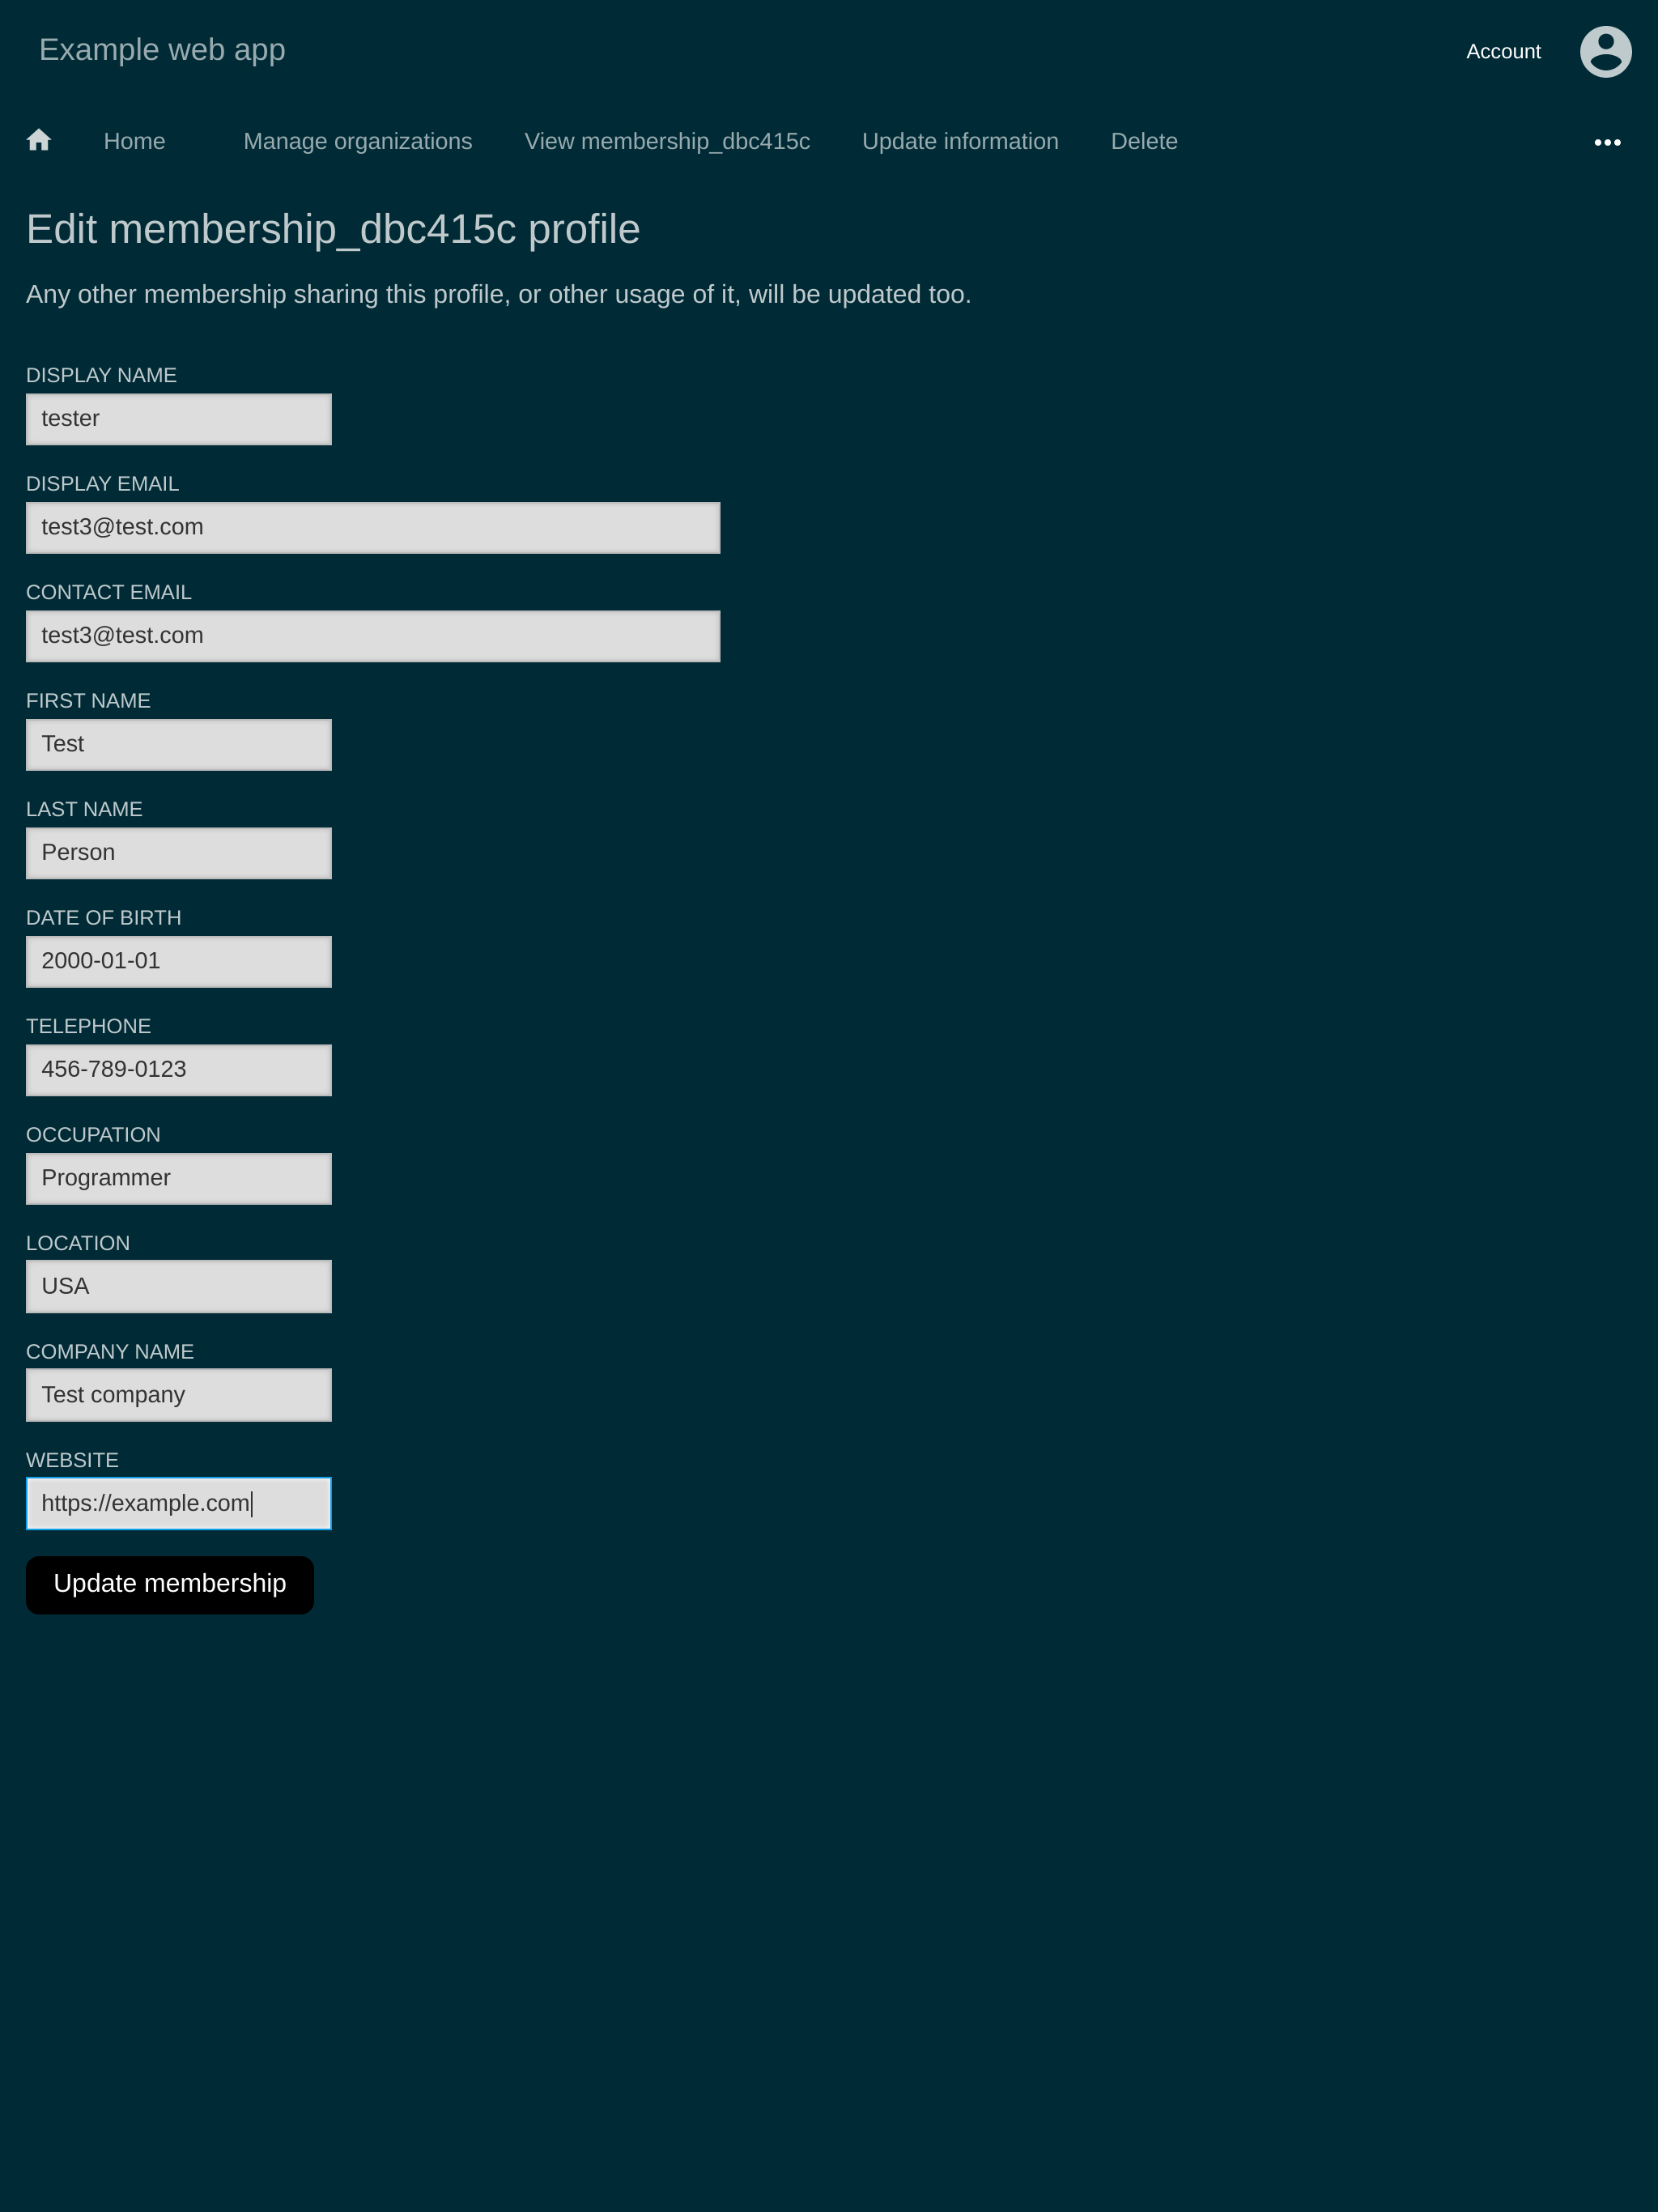 Example web app
Account
Home Manage organizations View membership_dbc415c Update information Delete
Edit membership_dbc415c profile
Any other membership sharing this profile, or other usage of it, will be updated too.
DISPLAY NAME
tester
DISPLAY EMAIL
test3@test.com
CONTACT EMAIL
test3@test.com
FIRST NAME
Test
LAST NAME
Person
DATE OF BIRTH
2000-01-01
TELEPHONE
456-789-0123
OCCUPATION
Programmer
LOCATION
USA
COMPANY NAME
Test company
WEBSITE
https://example.com
Update membership